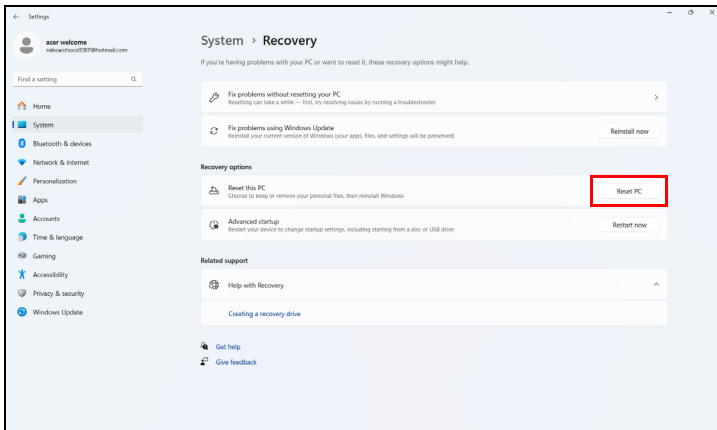 Settings
acer welcome
Find a setting
Home
System
Bluetooth & devices
Network & internet
Personalization
Apps
Accounts
Time & language
Gaming
Accessibility
Privacy & security
Windows Update
System > Recovery
If you're having problems with your PC or want to reset it, these recovery options might help.
Fix problems without resetting your PC
Resetting can take a while — first, try resolving issues by running a troubleshooter
Fix problems using Windows Update
Reinstall your current version of Windows (your apps, files, and settings will be preserved)
Reinstall now
Recovery options
Reset this PC
Choose to keep or remove your personal files, then reinstall Windows
Reset PC
Advanced startup
Restart your device to change startup settings, including starting from a disc or USB drive
Restart now
Related support
Help with Recovery
Creating a recovery drive
Get help
Give feedback